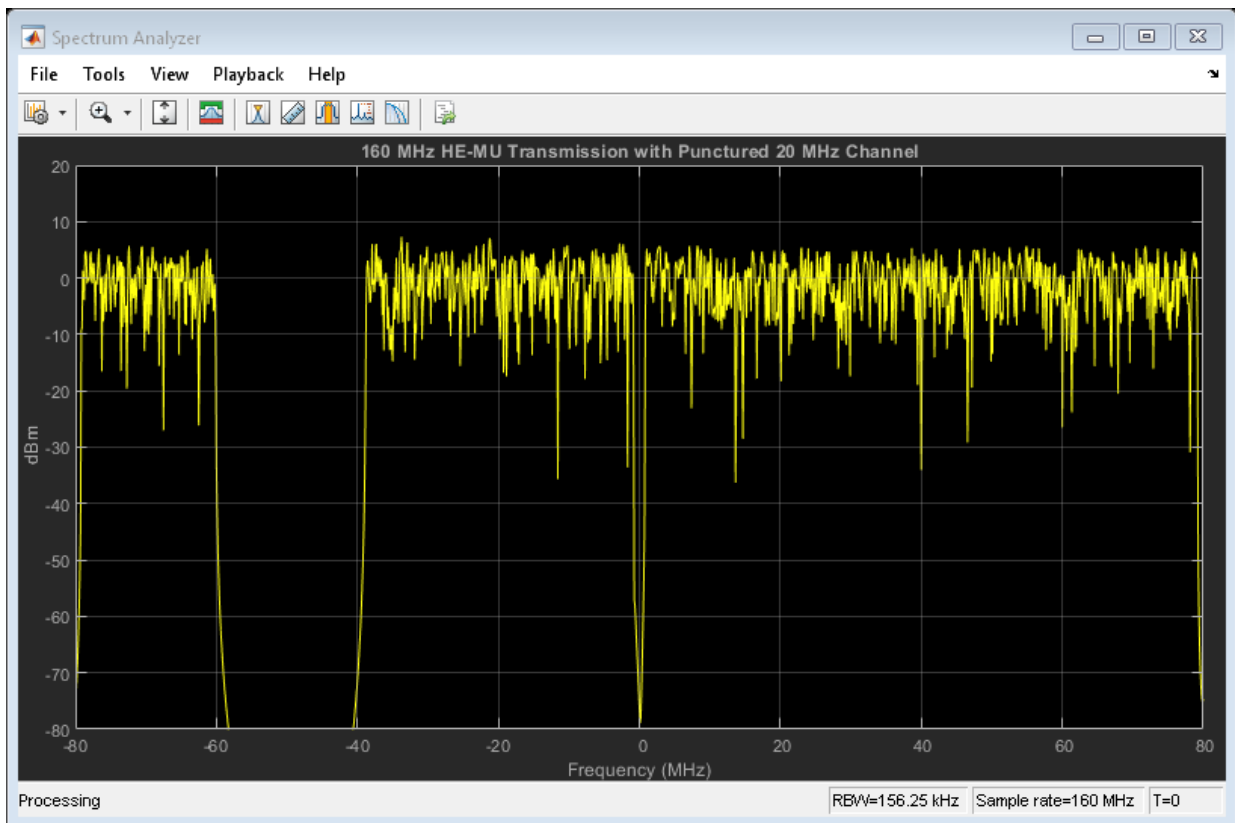 Spectrum Analyzer
File Tools View Playback Help
160 MHz HE-MU Transmission with Punctured 20 MHz Channel
20
10
0
-10
-20
-30
-40
-50
-60
-70
-80
dBm
-80 -60 -40 -20 0 20 40 60 80
Frequency (MHz)
Processing RBW=156.25 kHz Sample rate=160 MHz T=0